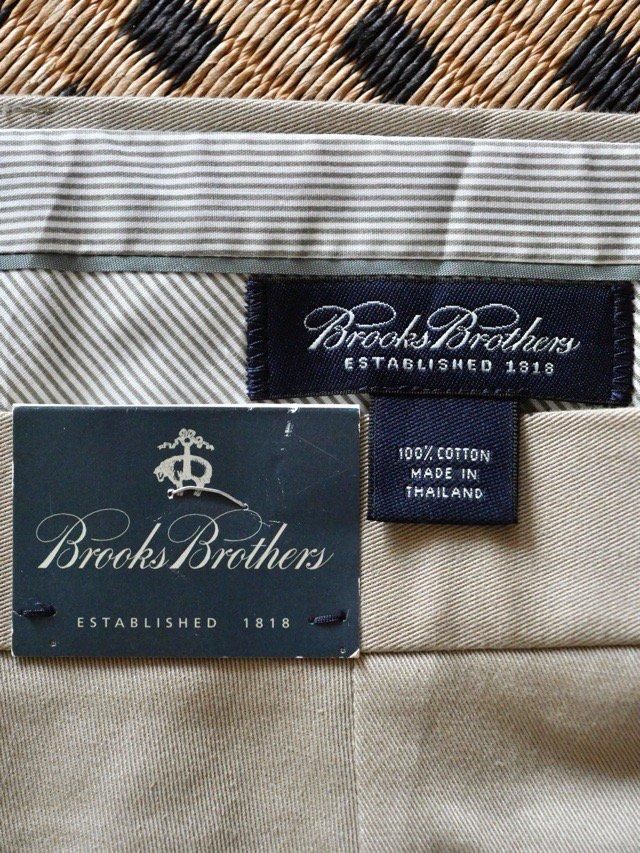 Brooks Brothers
ESTABLISHED 1818
100% COTTON
MADE IN
THAILAND
Brooks Brothers
ESTABLISHED 1818